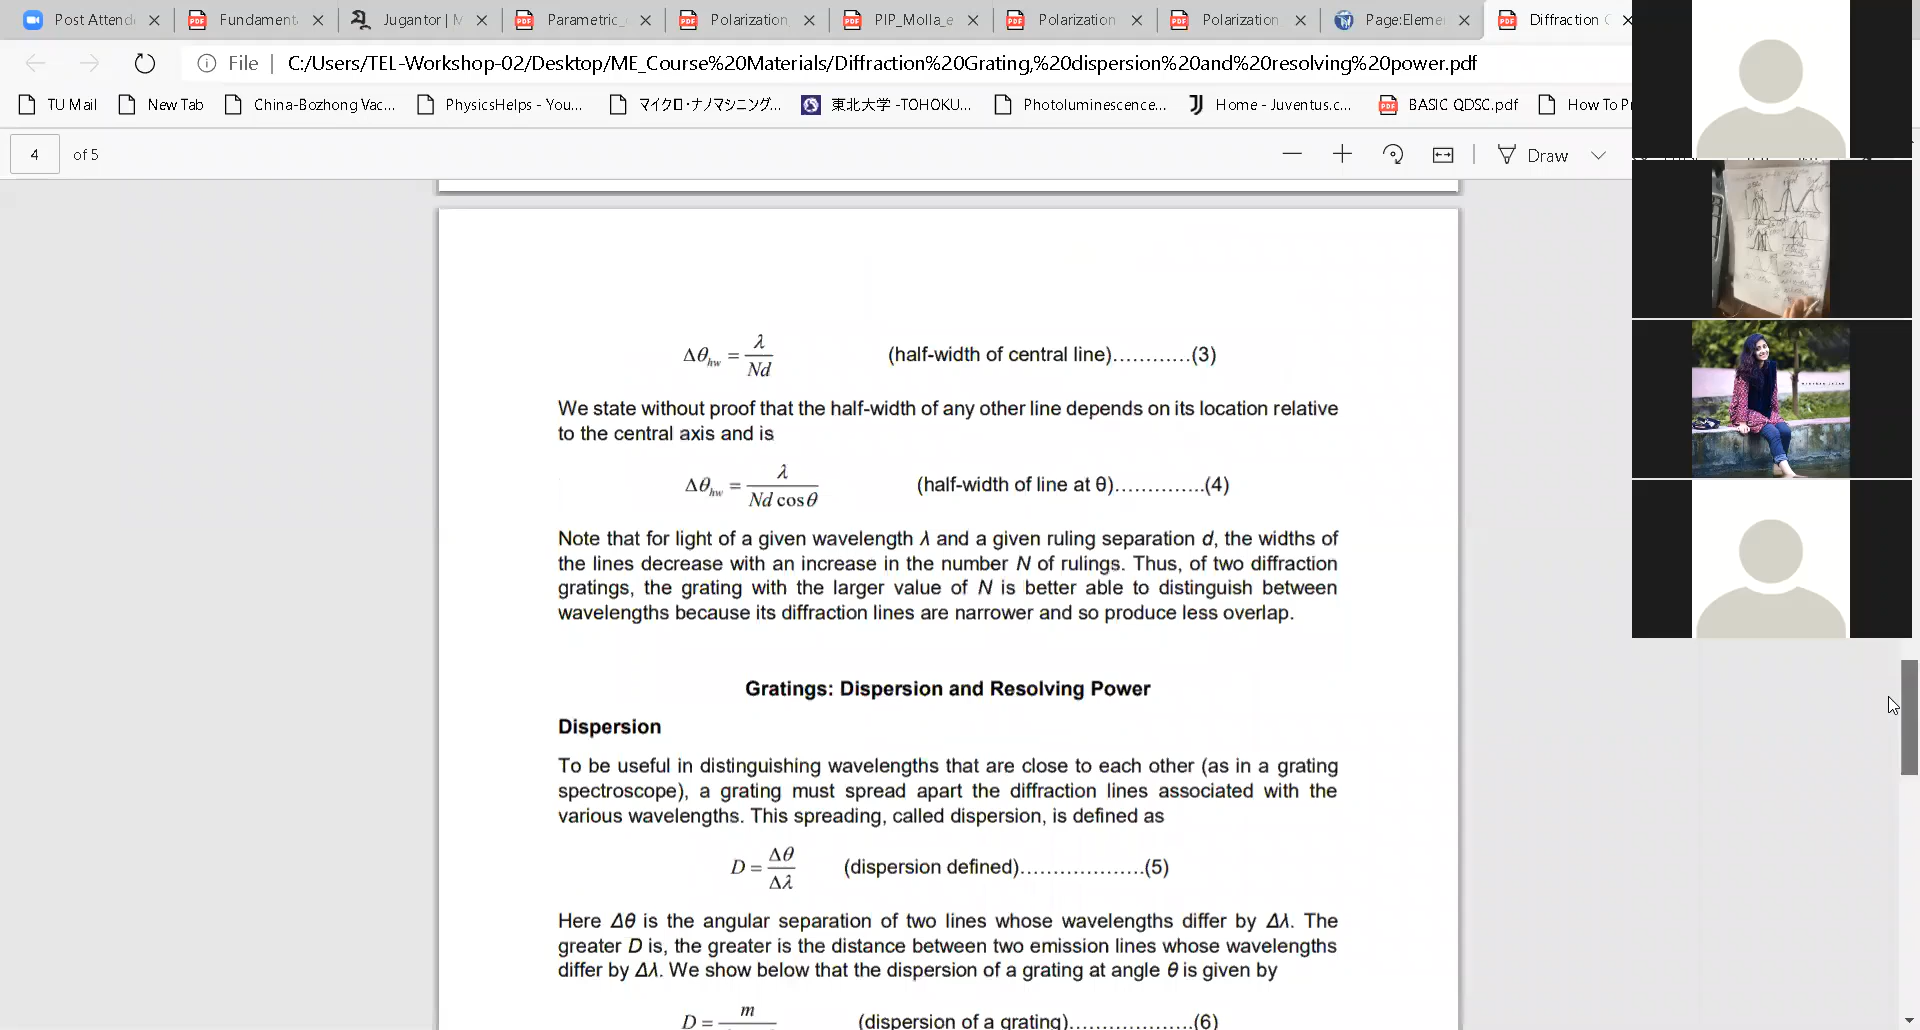 Post Attend
Fundament
Jugantor | M
Parametric_
Polarization
PIP_Molla_e
Polarization
Polarization
Page:Eleme
Diffraction G
File | C:/Users/TEL-Workshop-02/Desktop/ME_Course%20Materials/Diffraction%20Grating,%20dispersion%20and%20resolving%20power.pdf
TU Mail
New Tab
China-Bozhong Vac...
PhysicsHelps - You...
マイクロ・ナノマシニング...
東北大学 -TOHOKU...
Photoluminescence...
Home - Juventus.c...
BASIC QDSC.pdf
How To Pr
4 of 5
Draw
Δθhw = λ / Nd (half-width of central line)............(3)
We state without proof that the half-width of any other line depends on its location relative
to the central axis and is
Δθhw = λ / Nd cosθ (half-width of line at θ)..............(4)
Note that for light of a given wavelength λ and a given ruling separation d, the widths of
the lines decrease with an increase in the number N of rulings. Thus, of two diffraction
gratings, the grating with the larger value of N is better able to distinguish between
wavelengths because its diffraction lines are narrower and so produce less overlap.
Gratings: Dispersion and Resolving Power
Dispersion
To be useful in distinguishing wavelengths that are close to each other (as in a grating
spectroscope), a grating must spread apart the diffraction lines associated with the
various wavelengths. This spreading, called dispersion, is defined as
D = Δθ / Δλ (dispersion defined)...................(5)
Here Δθ is the angular separation of two lines whose wavelengths differ by Δλ. The
greater D is, the greater is the distance between two emission lines whose wavelengths
differ by Δλ. We show below that the dispersion of a grating at angle θ is given by
D = m (dispersion of a grating)...................(6)